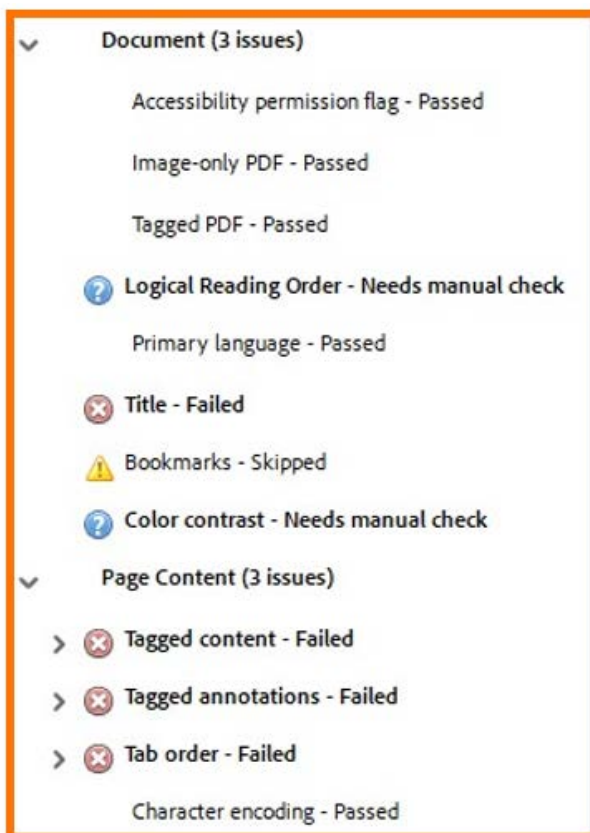 Document (3 issues)
Accessibility permission flag - Passed
Image-only PDF - Passed
Tagged PDF - Passed
Logical Reading Order - Needs manual check
Primary language - Passed
Title - Failed
Bookmarks - Skipped
Color contrast - Needs manual check
Page Content (3 issues)
Tagged content - Failed
Tagged annotations - Failed
Tab order - Failed
Character encoding - Passed